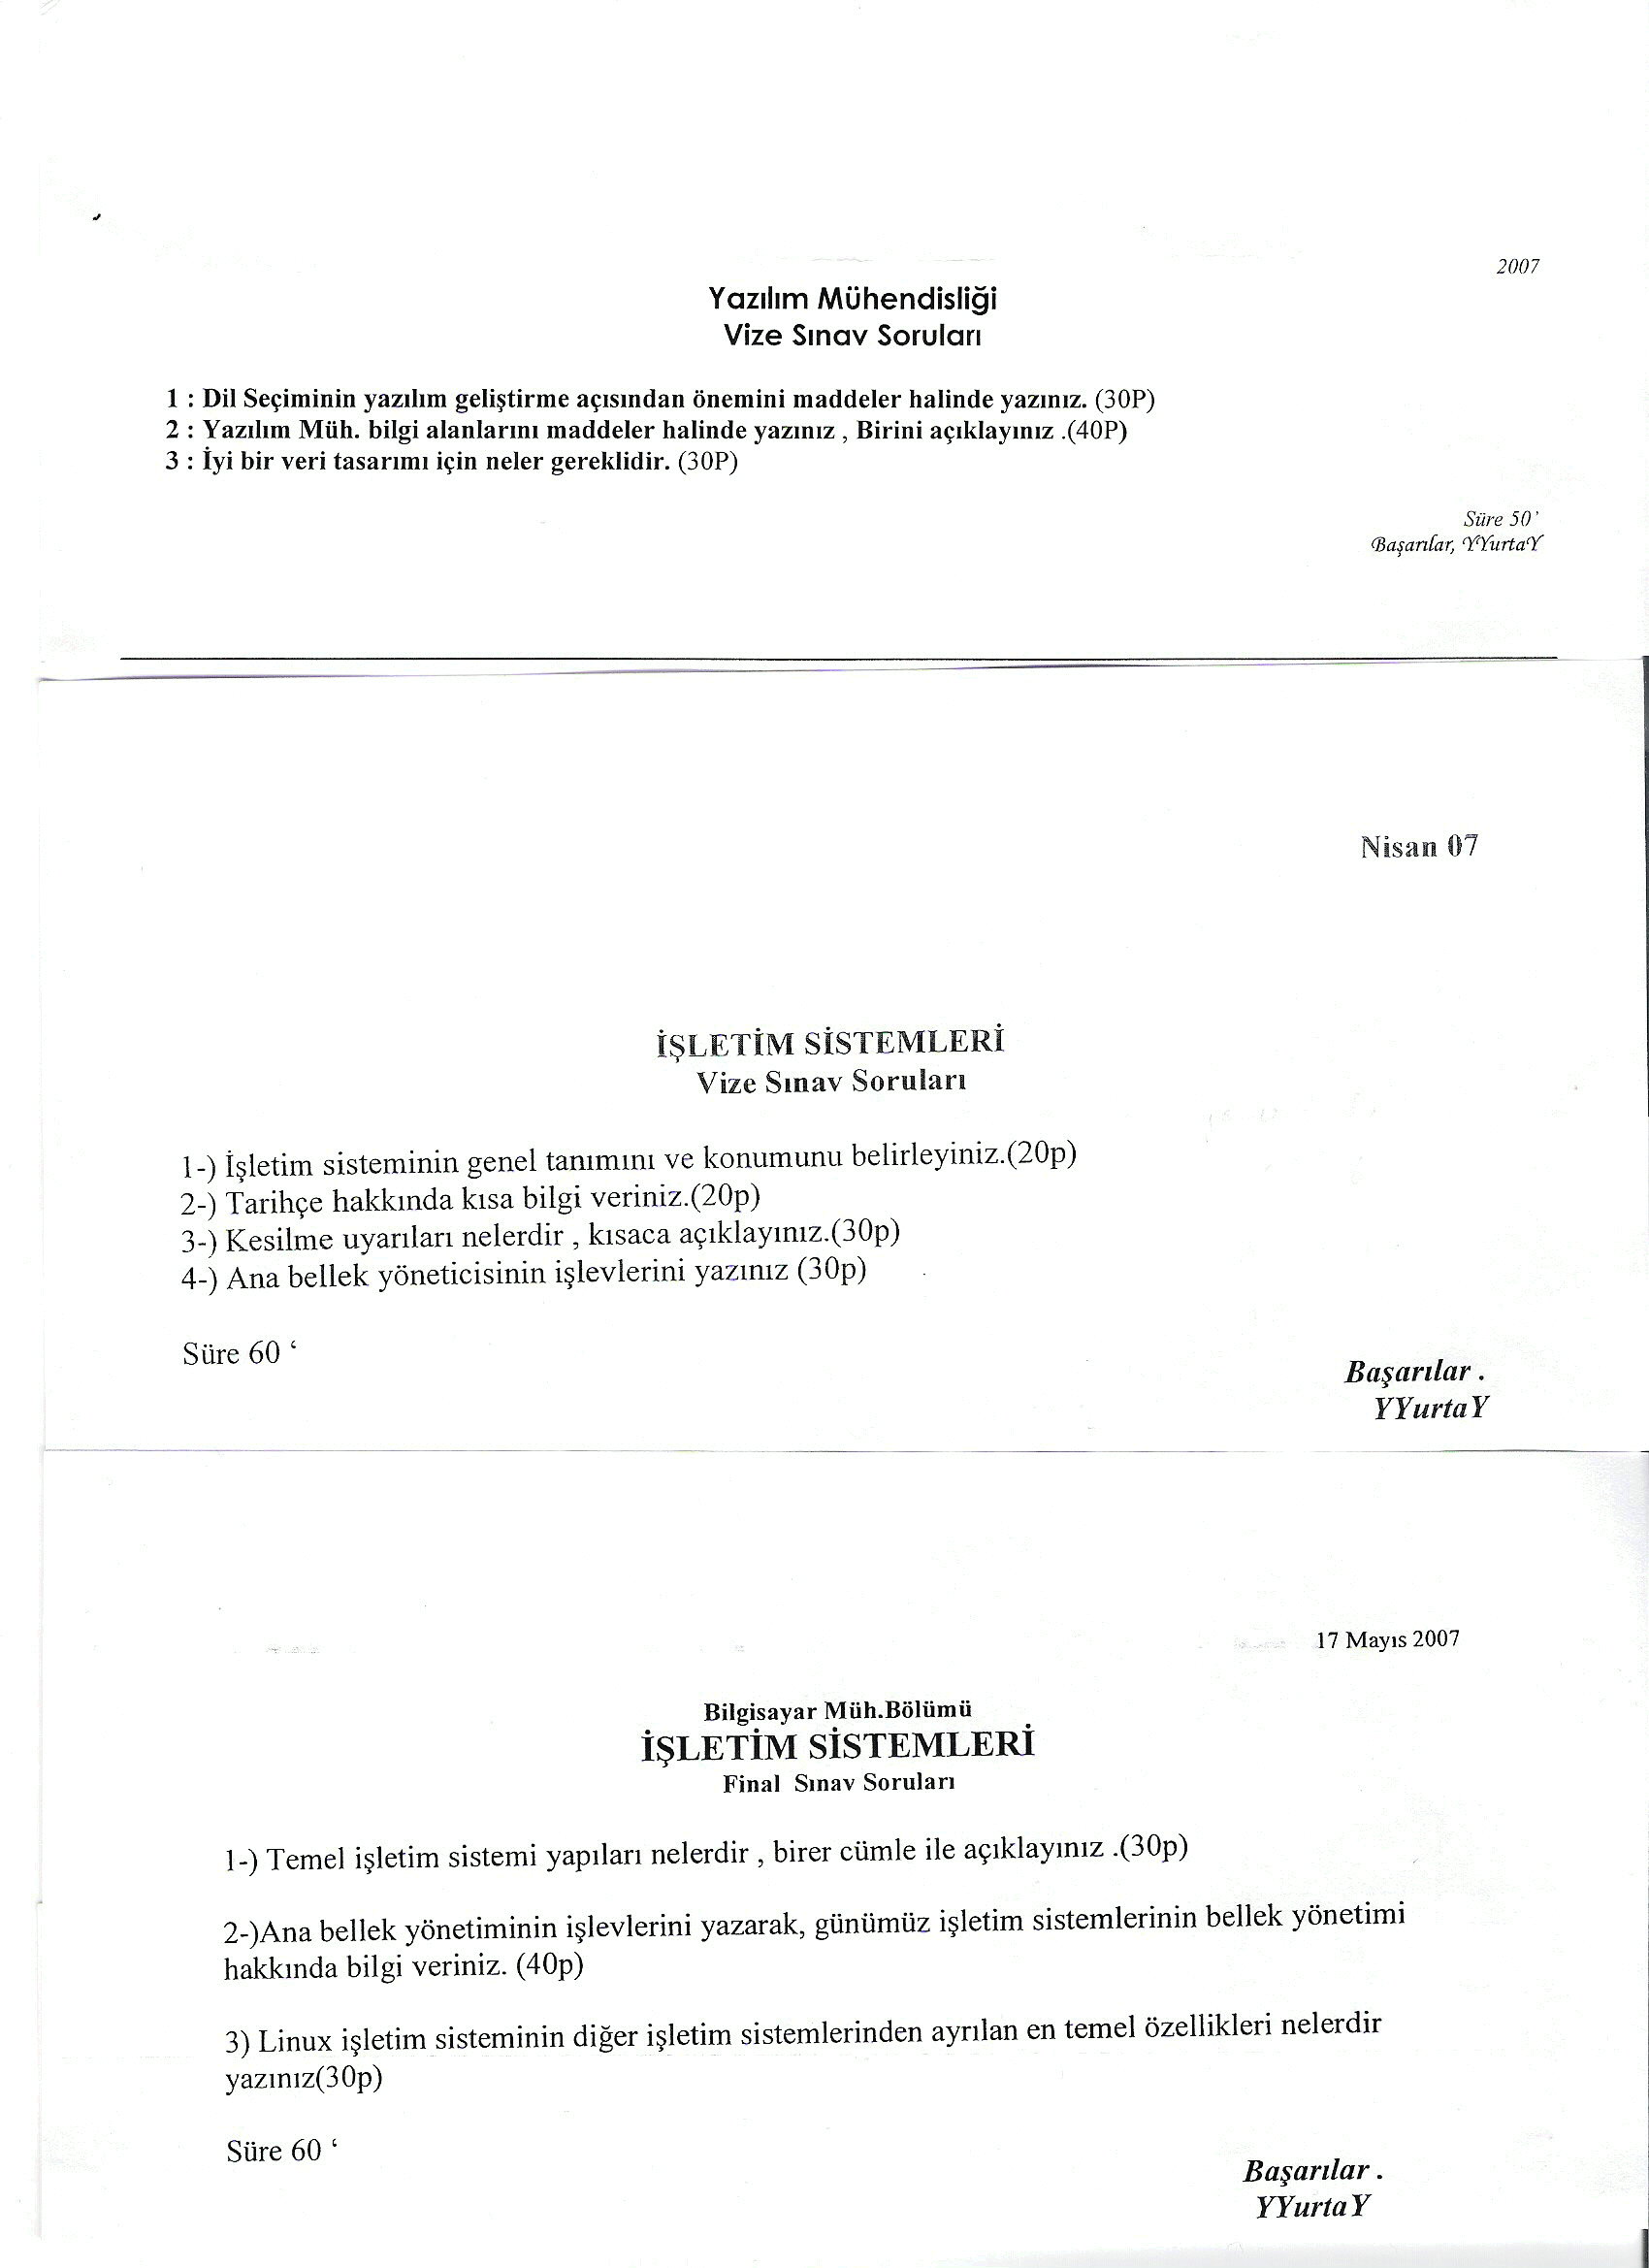 2007
Yazılım Mühendisliği
Vize Sınav Soruları
1 : Dil Seçiminin yazılım geliştirme açısından önemini maddeler halinde yazınız. (30P)
2 : Yazılım Müh. bilgi alanlarını maddeler halinde yazınız , Birini açıklayınız .(40P)
3 : İyi bir veri tasarımı için neler gereklidir. (30P)
Süre 50'
Başarılar, YYurtaY
Nisan 07
İŞLETİM SİSTEMLERİ
Vize Sınav Soruları
1-) İşletim sisteminin genel tanımını ve konumunu belirleyiniz.(20p)
2-) Tarihçe hakkında kısa bilgi veriniz.(20p)
3-) Kesilme uyarıları nelerdir , kısaca açıklayınız.(30p)
4-) Ana bellek yöneticisinin işlevlerini yazınız (30p)
Süre 60 ‘
Başarılar .
YYurtaY
17 Mayıs 2007
Bilgisayar Müh.Bölümü
İŞLETİM SİSTEMLERİ
Final Sınav Soruları
1-) Temel işletim sistemi yapıları nelerdir , birer cümle ile açıklayınız .(30p)
2-)Ana bellek yönetiminin işlevlerini yazarak, günümüz işletim sistemlerinin bellek yönetimi
hakkında bilgi veriniz. (40p)
3) Linux işletim sisteminin diğer işletim sistemlerinden ayrılan en temel özellikleri nelerdir
yazınız(30p)
Süre 60 ‘
Başarılar .
YYurtaY